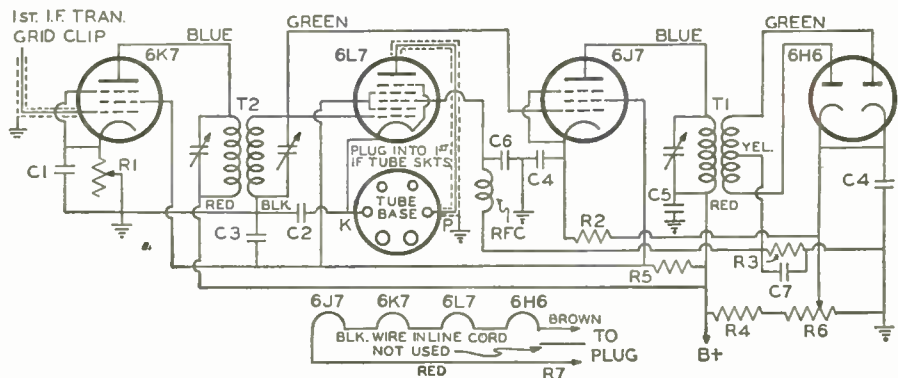 1ST. I.F. TRAN.
GRID CLIP
6K7
BLUE
GREEN
6L7
BLUE
6J7
GREEN
6H6
T2
T1
C1
R1
PLUG INTO 1ST
IF TUBE SKTS
C6
C4
YEL.
C5
C4
RED
BLK.
C3
C2
K
TUBE
BASE
P
RFC
R2
RED
R3
C7
R5
R4
R6
B+
6J7
6K7
6L7
6H6
BROWN
BLK. WIRE IN LINE CORD
NOT USED
TO
PLUG
RED
R7